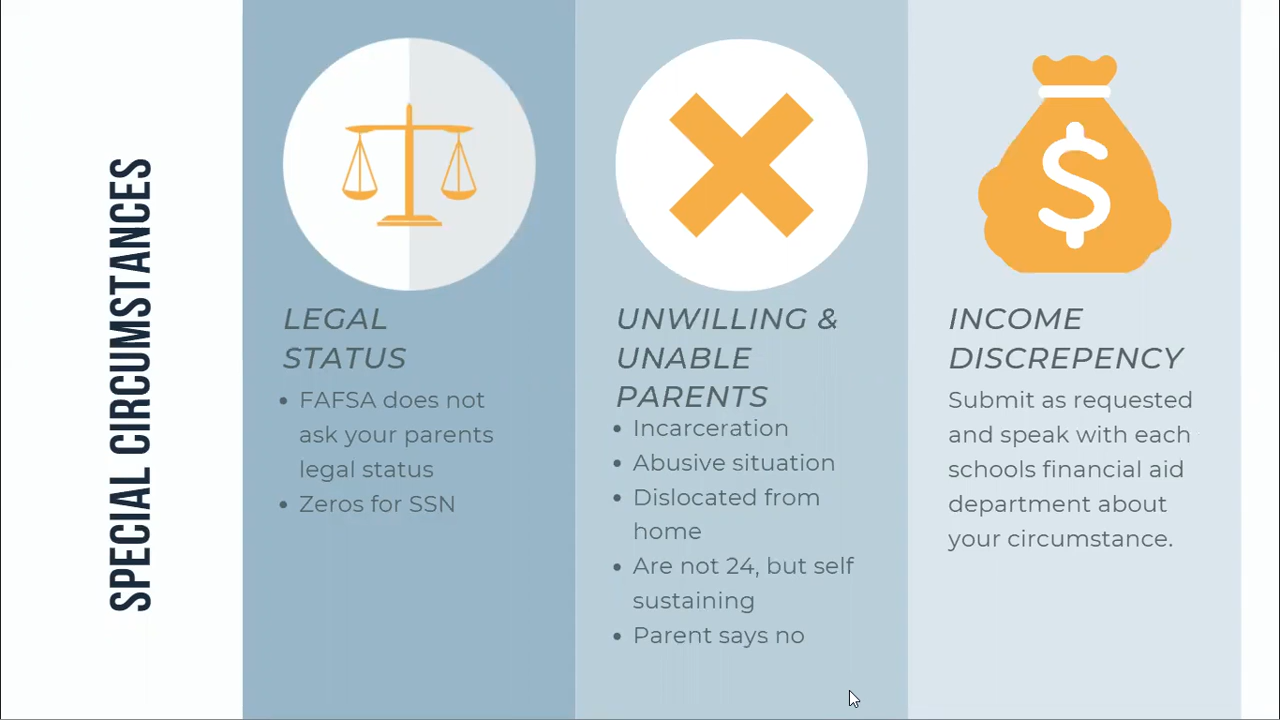 SPECIAL CIRCUMSTANCES
LEGAL
STATUS
• FAFSA does not
ask your parents
legal status
• Zeros for SSN
UNWILLING &
UNABLE
PARENTS
• Incarceration
• Abusive situation
• Dislocated from
home
• Are not 24, but self
sustaining
• Parent says no
$
INCOME
DISCREPENCY
Submit as requested
and speak with each
schools financial aid
department about
your circumstance.